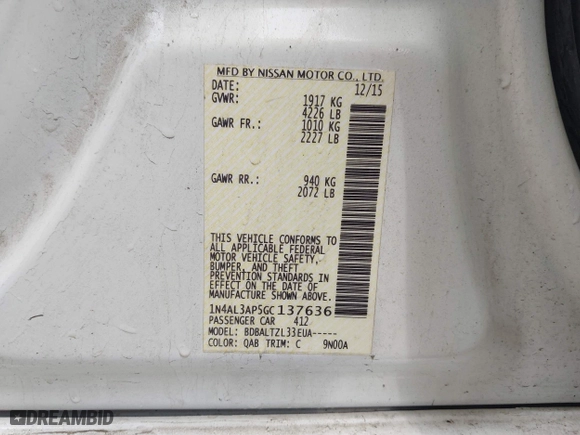 MFD BY NISSAN MOTOR CO., LTD.
DATE: 12/15
GVWR: 1917 KG
4226 LB
GAWR FR.: 1010 KG
2227 LB
GAWR RR.: 940 KG
2072 LB
THIS VEHICLE CONFORMS TO
ALL APPLICABLE FEDERAL
MOTOR VEHICLE SAFETY,
BUMPER, AND THEFT
PREVENTION STANDARDS IN
EFFECT ON THE DATE OF
MANUFACTURE SHOWN ABOVE.
1N4AL3AP5GC137636
PASSENGER CAR 412
MODEL: BDBALTZL33EUA-----
COLOR: QAB TRIM: C 9N00A
DREAMBID